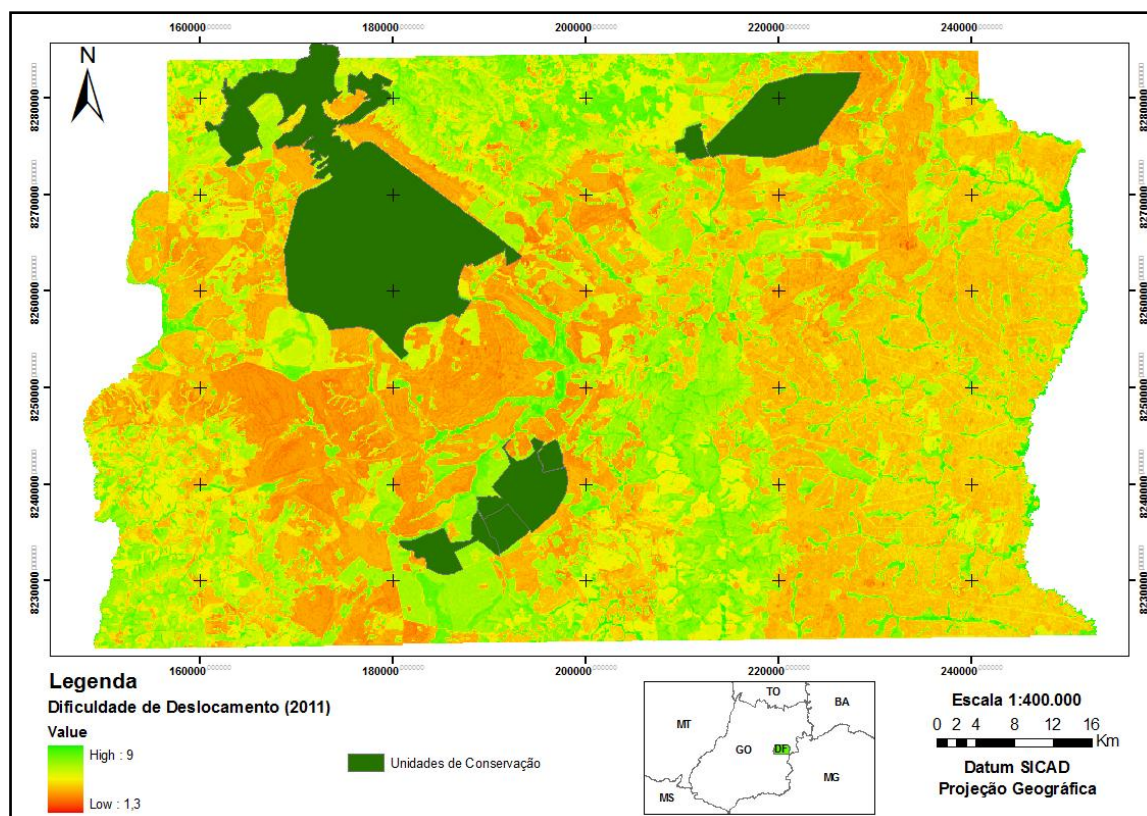 160000 180000 200000 220000 240000
N
8280000 8280000
8270000 8270000
8260000 8260000
8250000 8250000
8240000 8240000
8230000 8230000
160000 180000 200000 220000 240000
Legenda
Dificuldade de Deslocamento (2011)
Value
High : 9
Low : 1,3
Unidades de Conservação
TO
BA
MT
GO
DF
MG
MS
Escala 1:400.000
0 2 4 8 12 16
Km
Datum SICAD
Projeção Geográfica